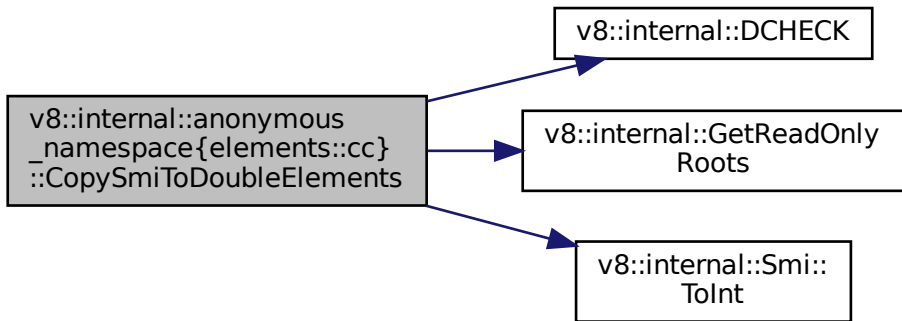 v8::internal::anonymous
_namespace{elements::cc}
::CopySmiToDoubleElements
v8::internal::DCHECK
v8::internal::GetReadOnly
Roots
v8::internal::Smi::
ToInt